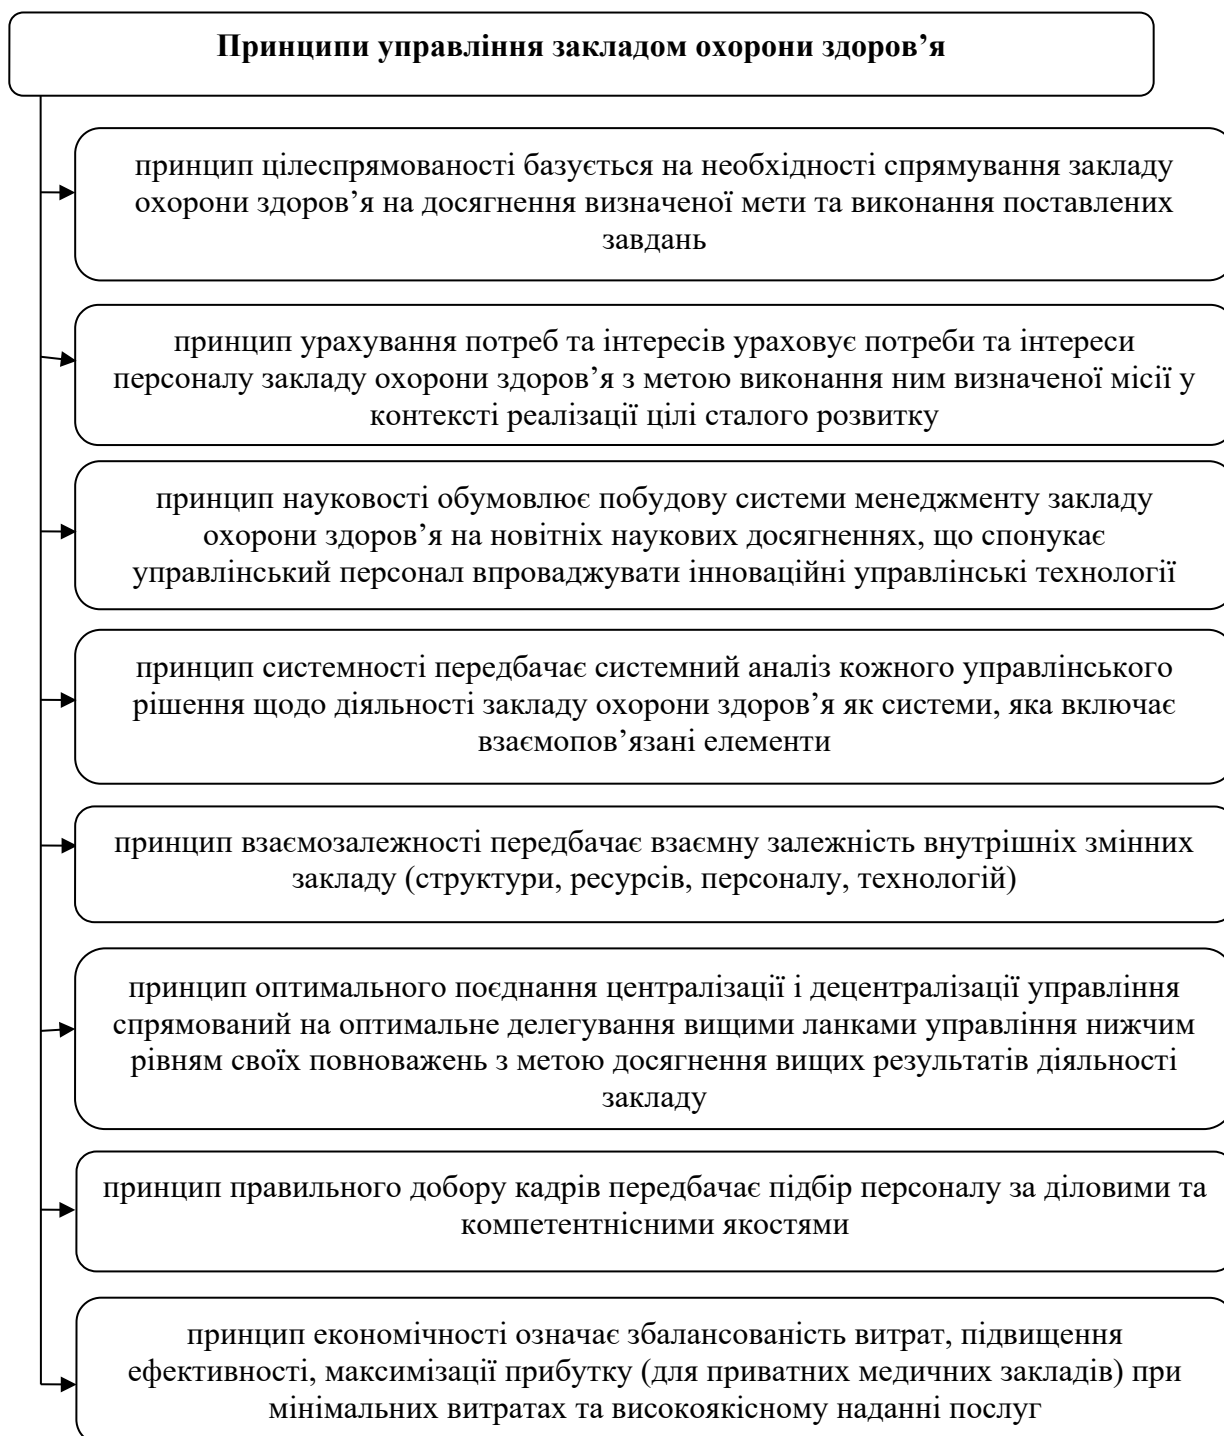 Принципи управління закладом охорони здоров’я
принцип цілеспрямованості базується на необхідності спрямування закладу
охорони здоров’я на досягнення визначеної мети та виконання поставлених
завдань
принцип урахування потреб та інтересів ураховує потреби та інтереси
персоналу закладу охорони здоров’я з метою виконання ним визначеної місії у
контексті реалізації цілі сталого розвитку
принцип науковості обумовлює побудову системи менеджменту закладу
охорони здоров’я на новітніх наукових досягненнях, що спонукає
управлінський персонал впроваджувати інноваційні управлінські технології
принцип системності передбачає системний аналіз кожного управлінського
рішення щодо діяльності закладу охорони здоров’я як системи, яка включає
взаємопов’язані елементи
принцип взаємозалежності передбачає взаємну залежність внутрішніх змінних
закладу (структури, ресурсів, персоналу, технологій)
принцип оптимального поєднання централізації і децентралізації управління
спрямований на оптимальне делегування вищими ланками управління нижчим
рівням своїх повноважень з метою досягнення вищих результатів діяльності
закладу
принцип правильного добору кадрів передбачає підбір персоналу за діловими та
компетентнісними якостями
принцип економічності означає збалансованість витрат, підвищення
ефективності, максимізації прибутку (для приватних медичних закладів) при
мінімальних витратах та високоякісному наданні послуг